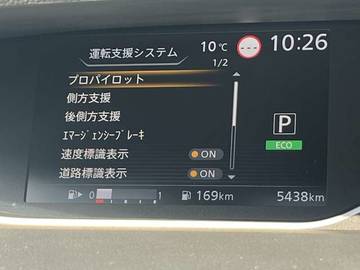 運転支援システム
10℃
---
10:26
1/2
プロパイロット
側方支援
後側方支援
エマージェンシーブレーキ
速度標識表示 ON
道路標識表示 ON
P
ECO
0 1
169km
5438km